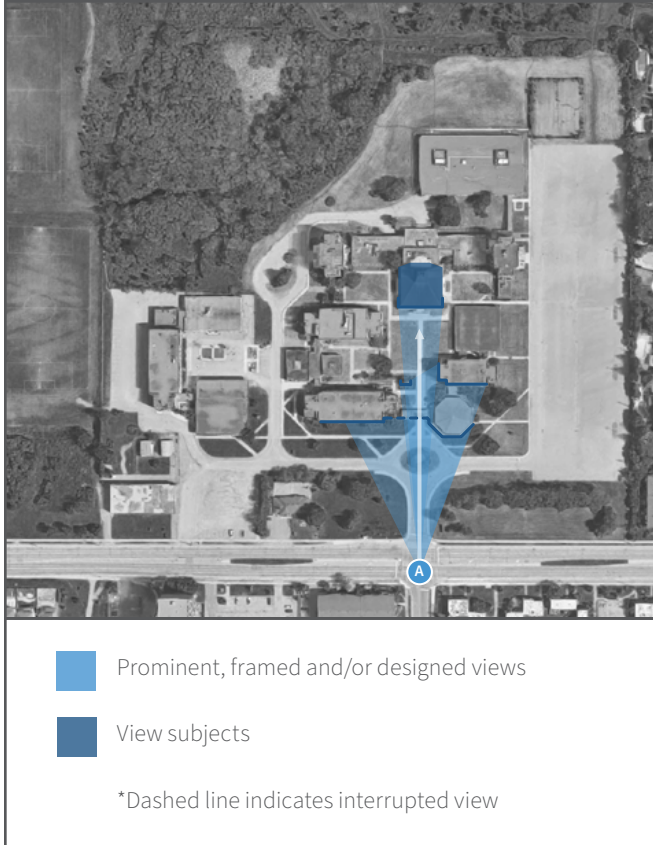 A
Prominent, framed and/or designed views
View subjects
*Dashed line indicates interrupted view